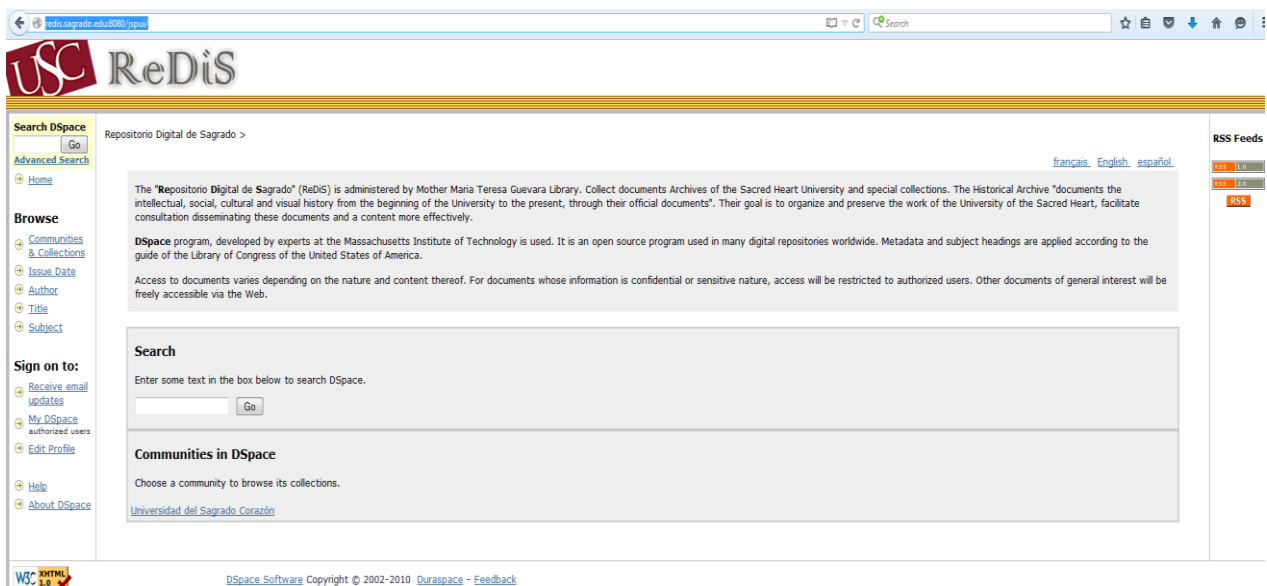 redis.sagrado.edu:8080/jspui/
Search
USC ReDiS
Search DSpace
Go
Advanced Search
Home
Browse
Communities
& Collections
Issue Date
Author
Title
Subject
Sign on to:
Receive email
updates
My DSpace
authorized users
Edit Profile
Help
About DSpace
Repositorio Digital de Sagrado >
français English español
The "Repositorio Digital de Sagrado" (ReDiS) is administered by Mother Maria Teresa Guevara Library. Collect documents Archives of the Sacred Heart University and special collections. The Historical Archive "documents the
intellectual, social, cultural and visual history from the beginning of the University to the present, through their official documents". Their goal is to organize and preserve the work of the University of the Sacred Heart, facilitate
consultation disseminating these documents and a content more effectively.
DSpace program, developed by experts at the Massachusetts Institute of Technology is used. It is an open source program used in many digital repositories worldwide. Metadata and subject headings are applied according to the
guide of the Library of Congress of the United States of America.
Access to documents varies depending on the nature and content thereof. For documents whose information is confidential or sensitive nature, access will be restricted to authorized users. Other documents of general interest will be
freely accessible via the Web.
Search
Enter some text in the box below to search DSpace.
Go
Communities in DSpace
Choose a community to browse its collections.
Universidad del Sagrado Corazón
RSS Feeds
RSS 1.0
RSS 2.0
RSS
W3C XHTML 1.0
DSpace Software Copyright © 2002-2010 Duraspace - Feedback